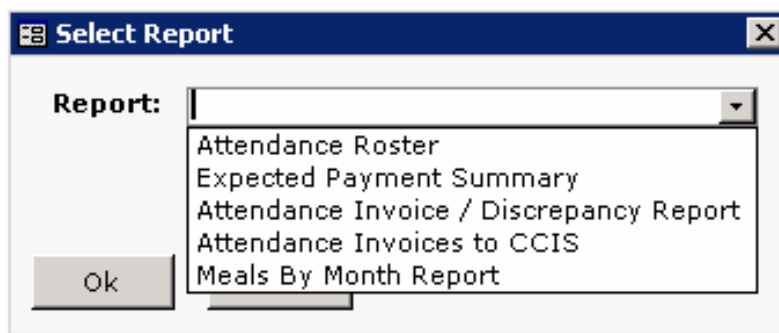 Select Report
Report:
Attendance Roster
Expected Payment Summary
Attendance Invoice / Discrepancy Report
Attendance Invoices to CCIS
Meals By Month Report
Ok